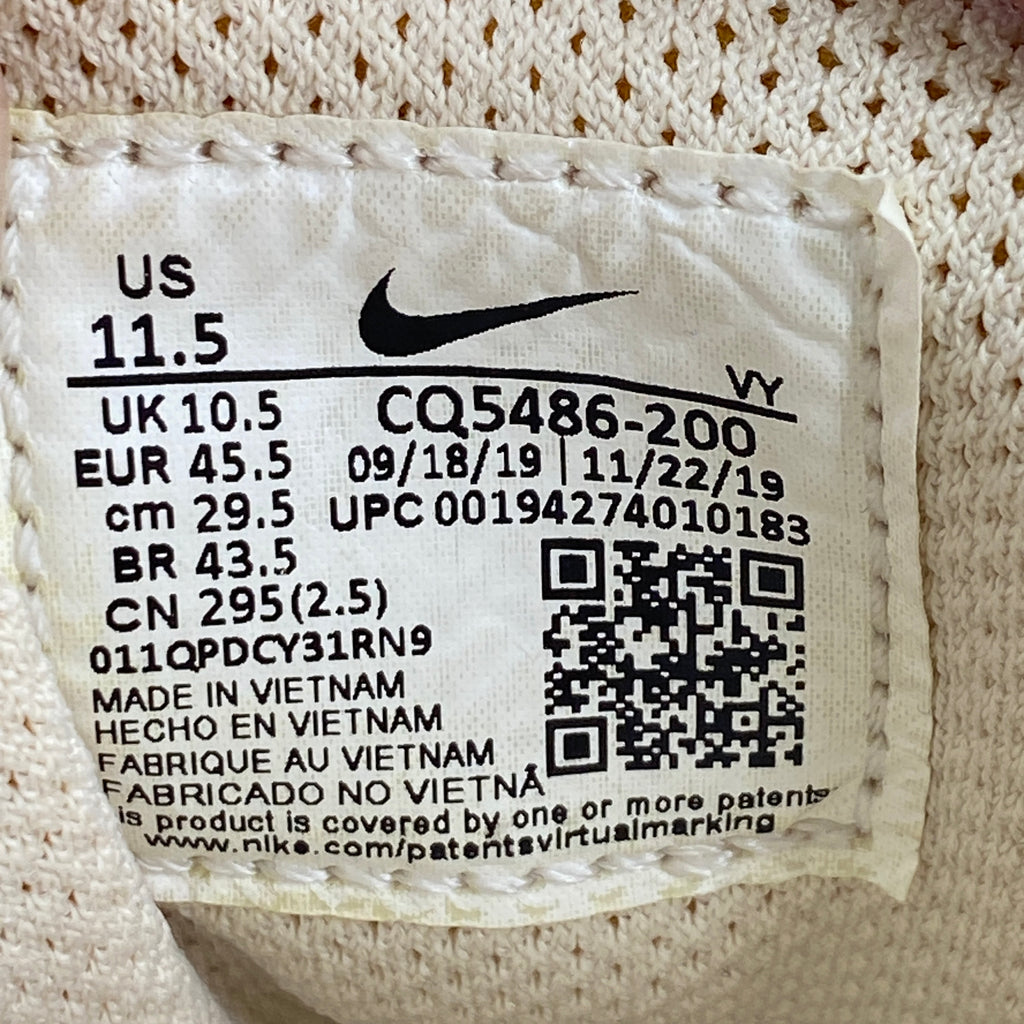 US
11.5
VY
UK 10.5
CQ5486-200
EUR 45.5
09/18/19 | 11/22/19
cm 29.5
UPC 00194274010183
BR 43.5
CN 295(2.5)
011QPDCY31RN9
MADE IN VIETNAM
HECHO EN VIETNAM
FABRIQUE AU VIETNAM
FABRICADO NO VIETNÃ
is product is covered by one or more patents
www.nike.com/patentsvirtualmarking